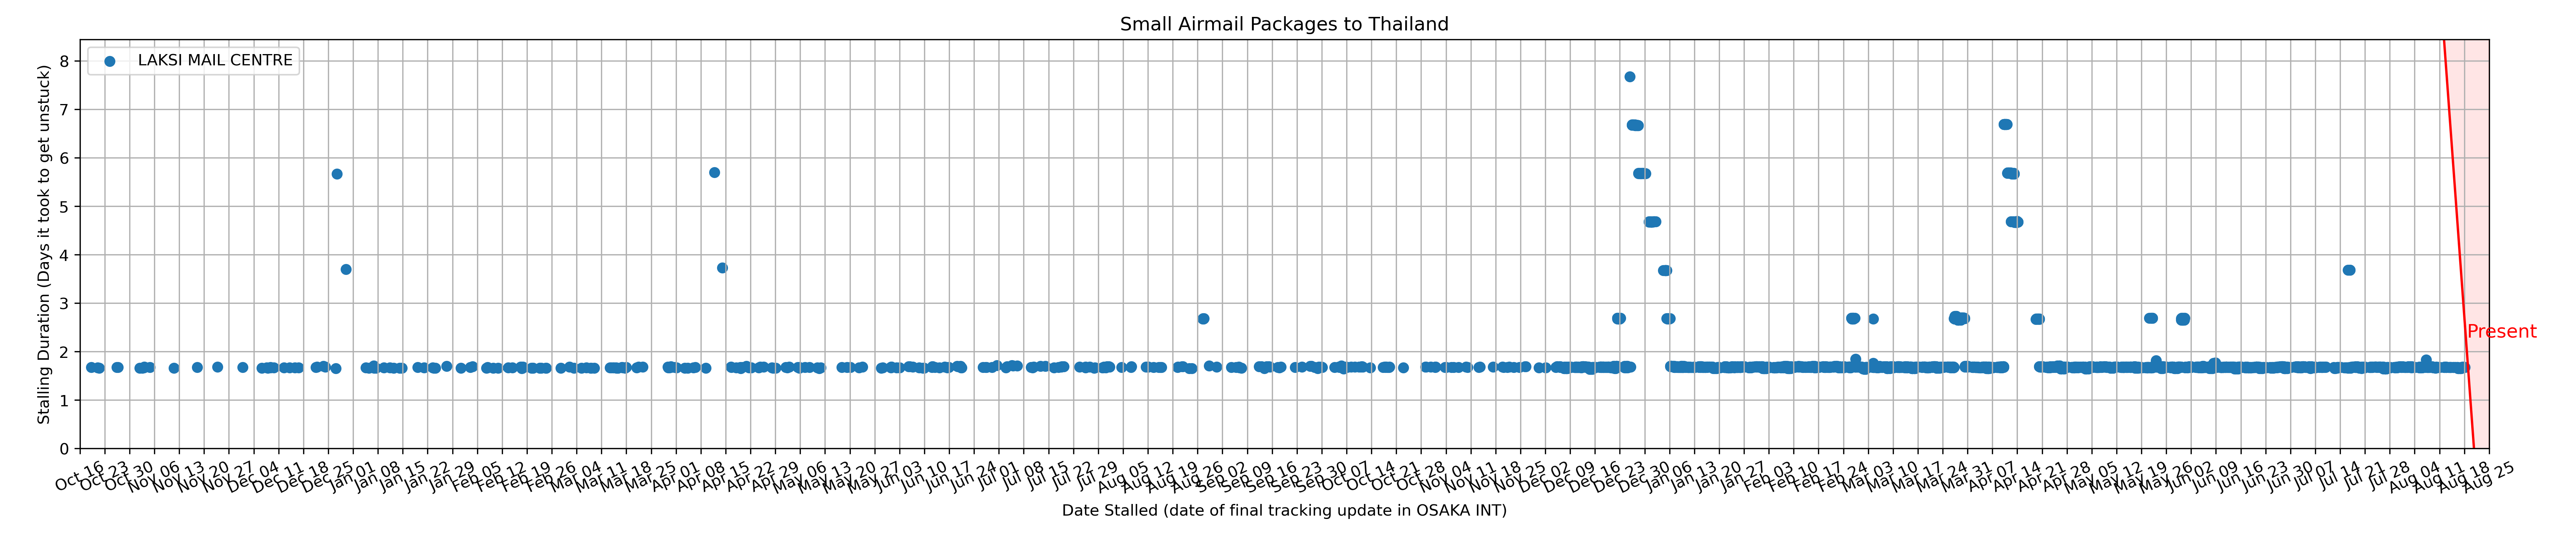 Small Airmail Packages to Thailand
LAKSI MAIL CENTRE
Stalling Duration (Days it took to get unstuck)
8
7
6
5
4
3
2
1
0
Present
Oct 16
Oct 23
Oct 30
Nov 06
Nov 13
Nov 20
Nov 27
Dec 04
Dec 11
Dec 18
Dec 25
Jan 01
Jan 08
Jan 15
Jan 22
Jan 29
Feb 05
Feb 12
Feb 19
Feb 26
Mar 04
Mar 11
Mar 18
Mar 25
Apr 01
Apr 08
Apr 15
Apr 22
Apr 29
May 06
May 13
May 20
May 27
Jun 03
Jun 10
Jun 17
Jun 24
Jul 01
Jul 08
Jul 15
Jul 22
Jul 29
Aug 05
Aug 12
Aug 19
Aug 26
Sep 02
Sep 09
Sep 16
Sep 23
Sep 30
Oct 07
Oct 14
Oct 21
Oct 28
Nov 04
Nov 11
Nov 18
Nov 25
Dec 02
Dec 09
Dec 16
Dec 23
Dec 30
Jan 06
Jan 13
Jan 20
Jan 27
Feb 03
Feb 10
Feb 17
Feb 24
Mar 03
Mar 10
Mar 17
Mar 24
Mar 31
Apr 07
Apr 14
Apr 21
Apr 28
May 05
May 12
May 19
May 26
Jun 02
Jun 09
Jun 16
Jun 23
Jun 30
Jul 07
Jul 14
Jul 21
Jul 28
Aug 04
Aug 11
Aug 18
Aug 25
Date Stalled (date of final tracking update in OSAKA INT)